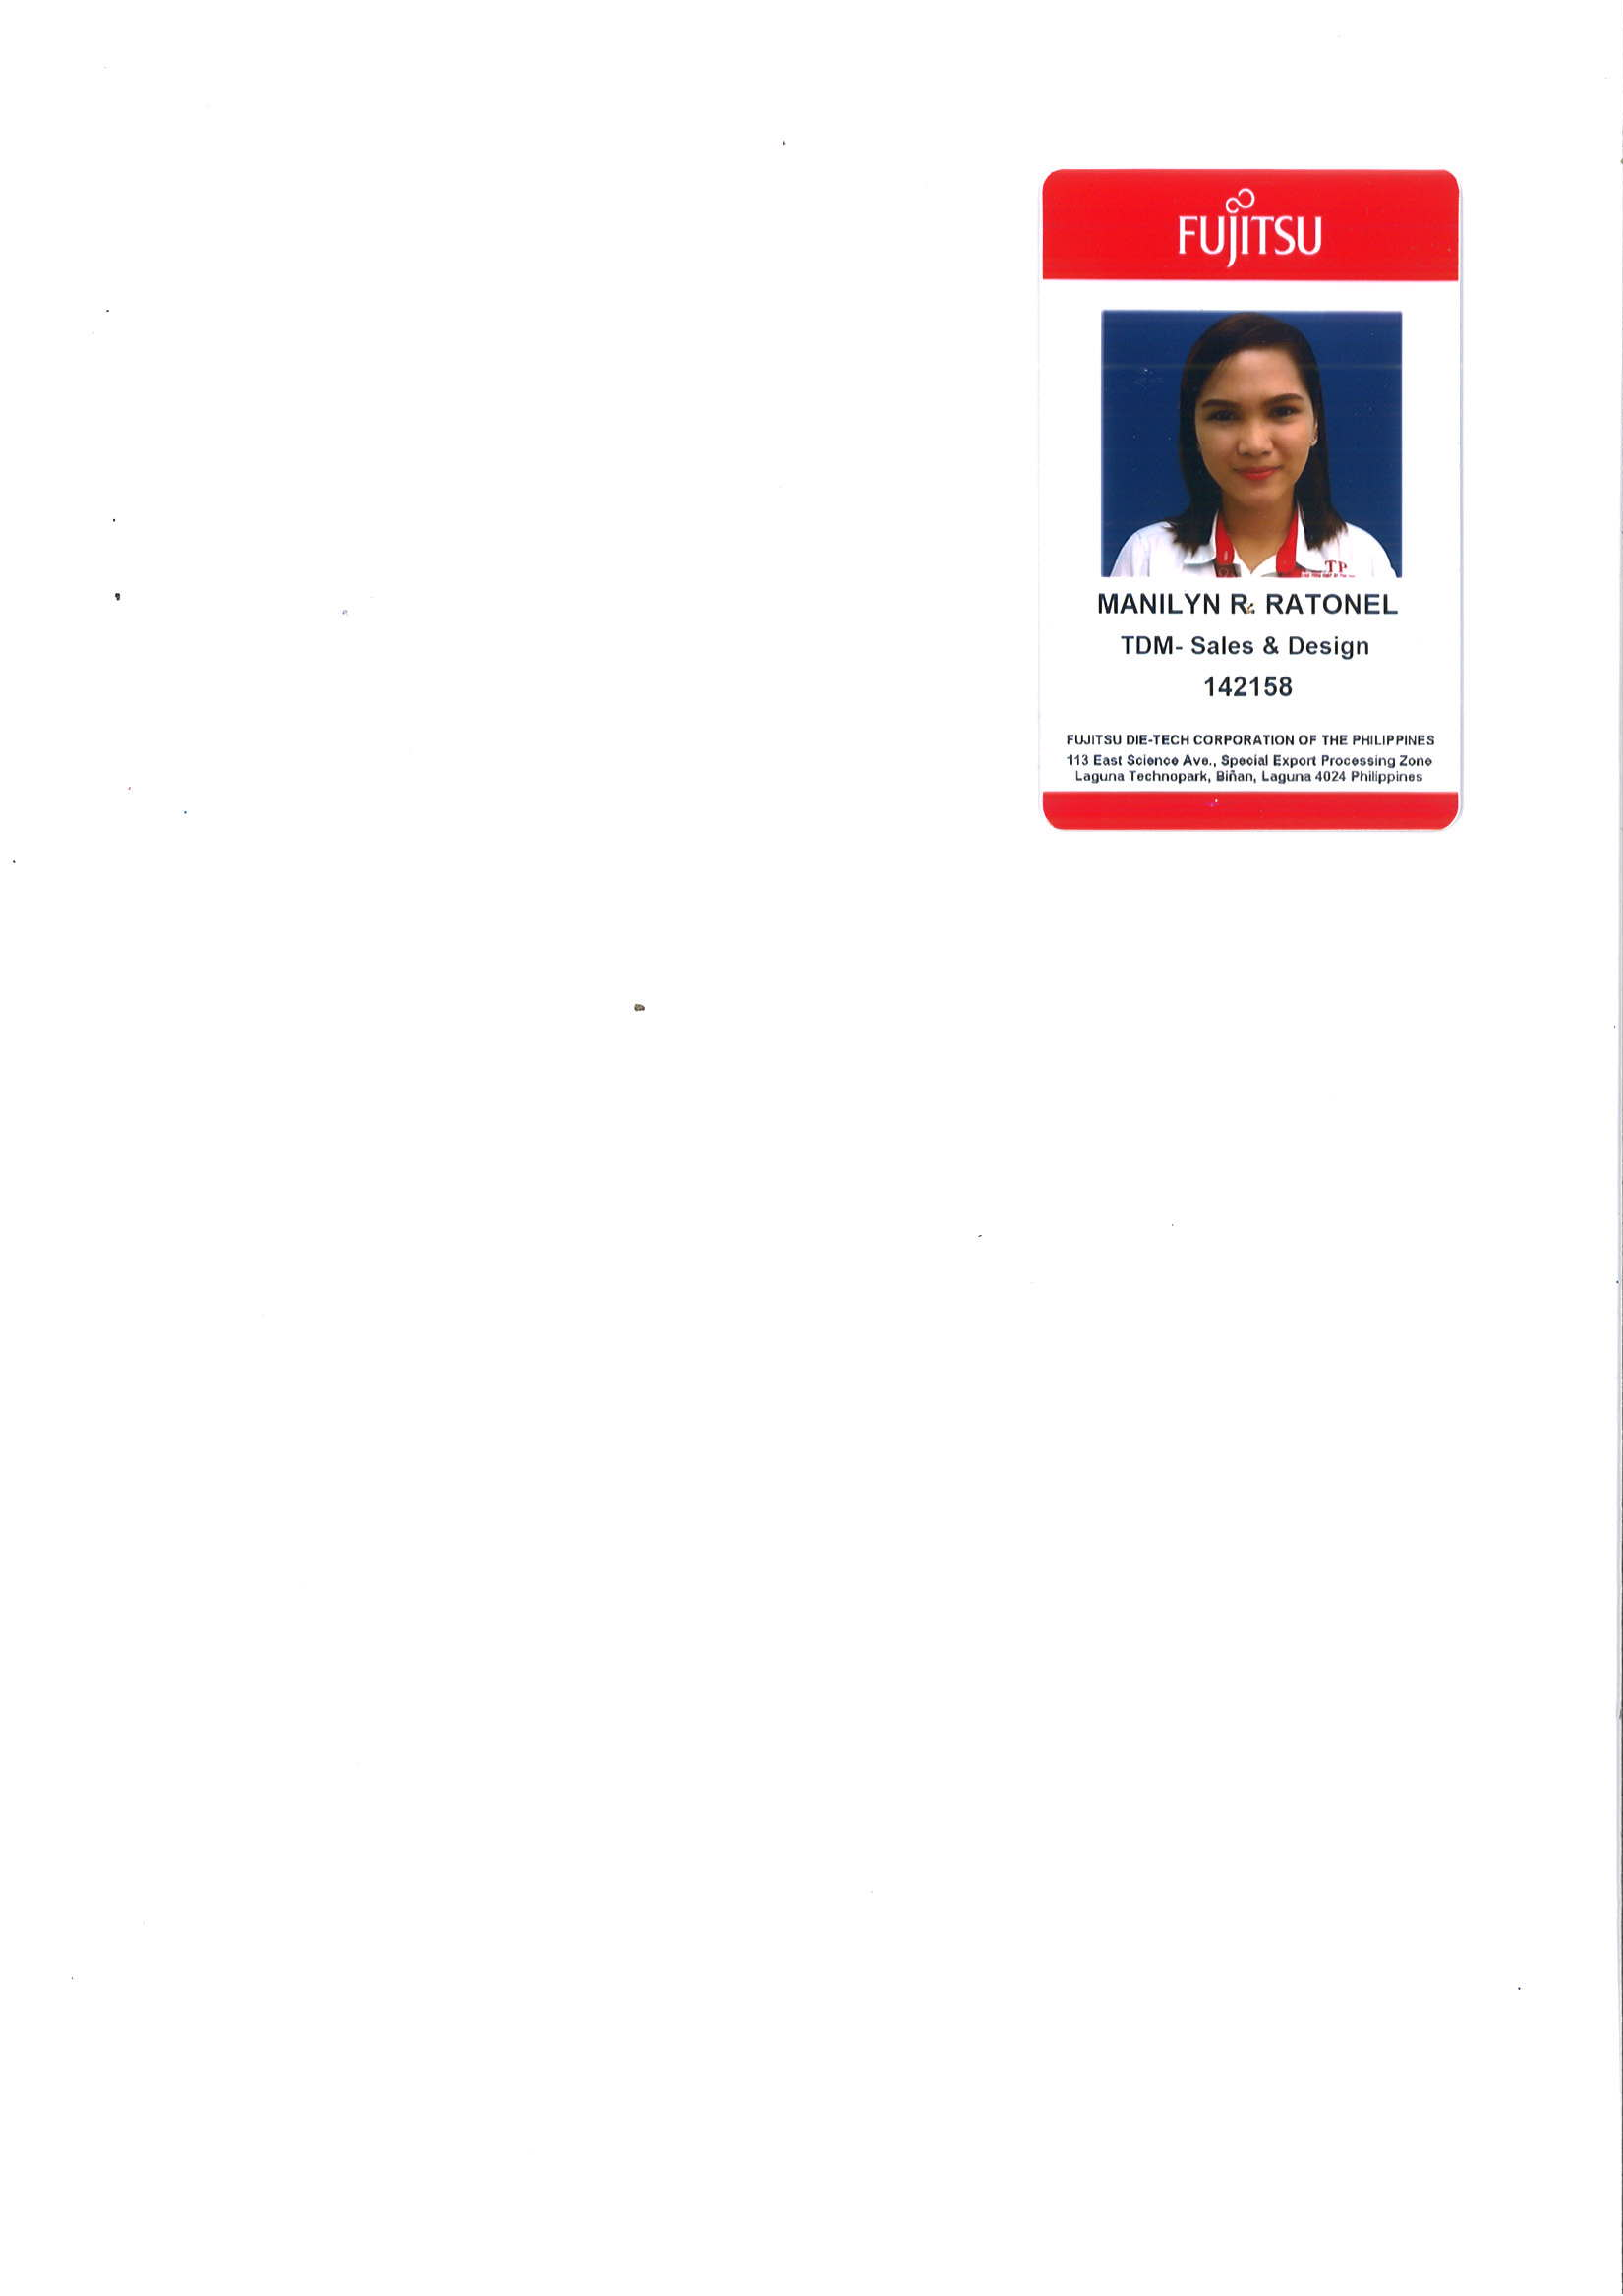 FUJITSU
TP
MANILYN R. RATONEL
TDM- Sales & Design
142158
FUJITSU DIE-TECH CORPORATION OF THE PHILIPPINES
113 East Science Ave., Special Export Processing Zone
Laguna Technopark, Biñan, Laguna 4024 Philippines